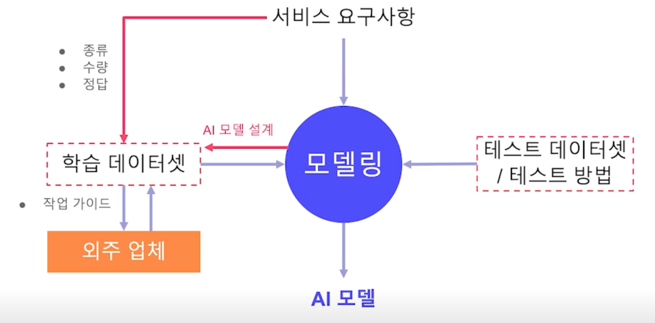 서비스 요구사항
● 종류
● 수량
● 정답
AI 모델 설계
학습 데이터셋
모델링
테스트 데이터셋
/ 테스트 방법
● 작업 가이드
외주 업체
AI 모델